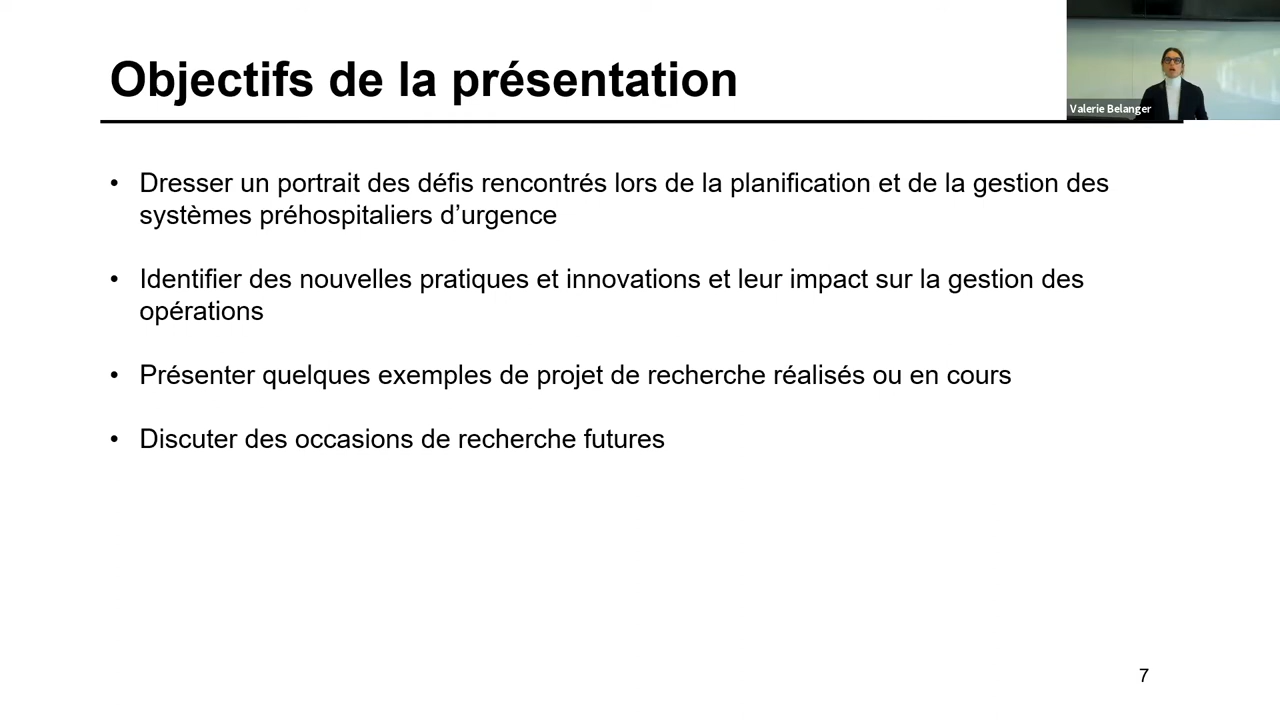 Objectifs de la présentation
Valerie Belanger
• Dresser un portrait des défis rencontrés lors de la planification et de la gestion des
systèmes préhospitaliers d’urgence
• Identifier des nouvelles pratiques et innovations et leur impact sur la gestion des
opérations
• Présenter quelques exemples de projet de recherche réalisés ou en cours
• Discuter des occasions de recherche futures
7